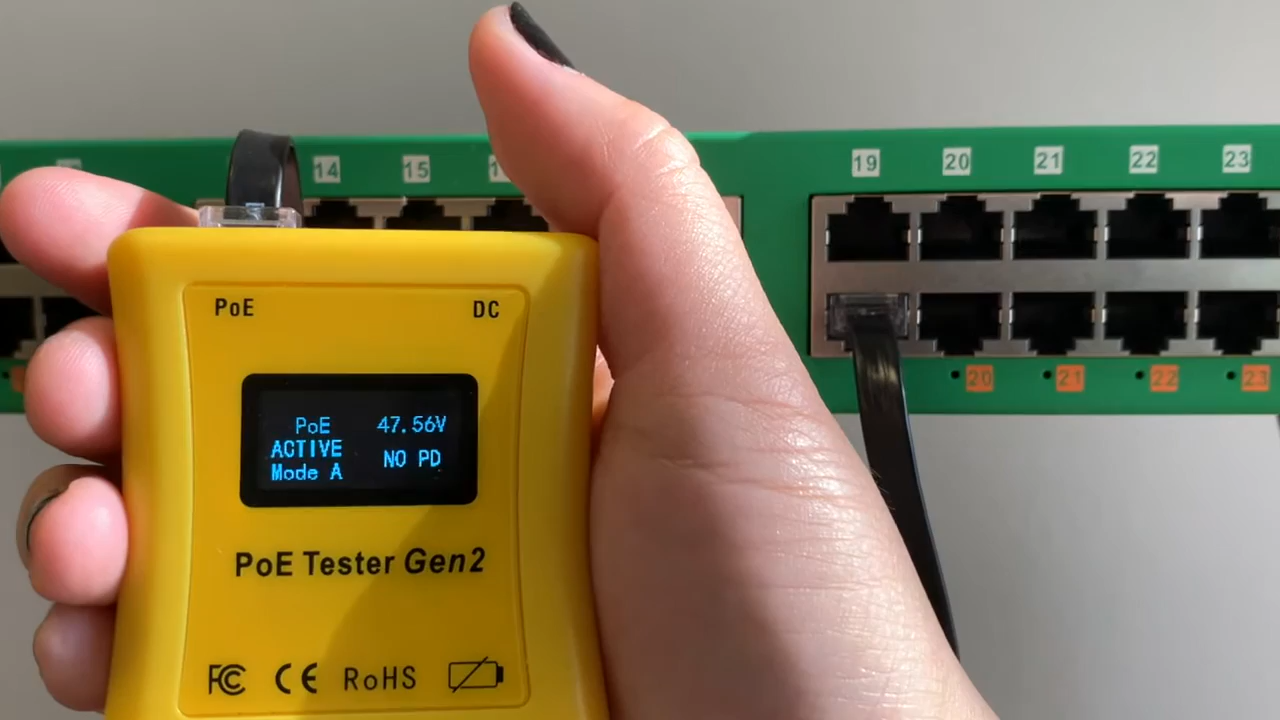 14 15 19 20 21 22 23
PoE DC
PoE 47.56V
ACTIVE
NO PD
Mode A
20 21 22 23
PoE Tester Gen2
FC CE RoHS